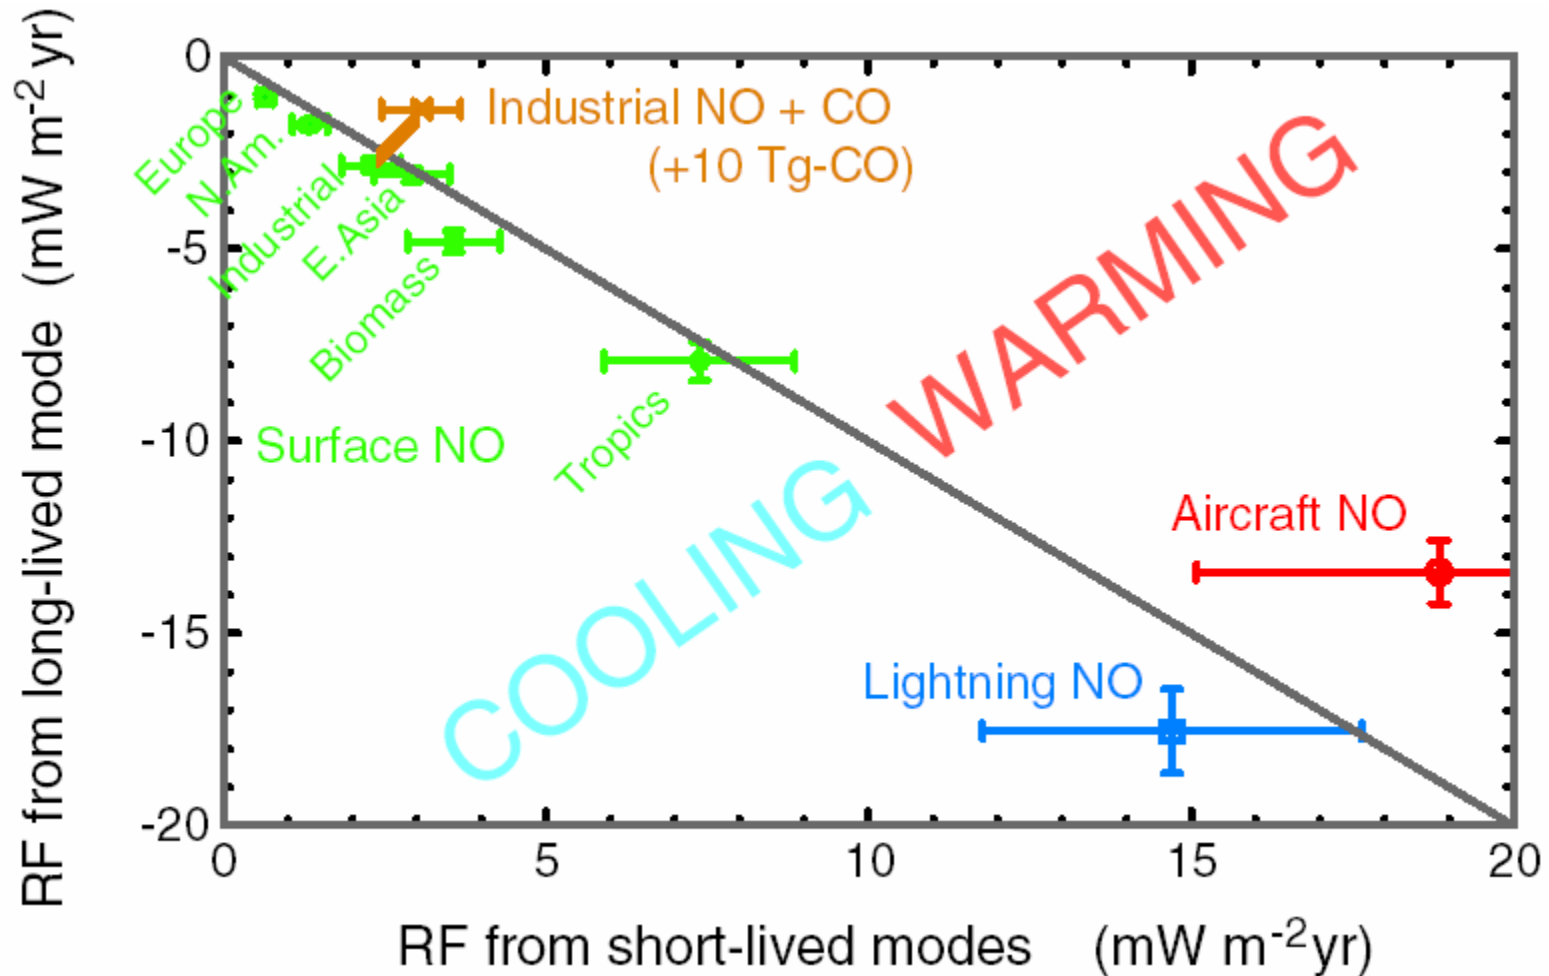 RF from long-lived mode (mW m-2 yr)
0
-5
-10
-15
-20
Europe
N.Am.
Industrial
E.Asia
Biomass
Tropics
Surface NO
Industrial NO + CO
(+10 Tg-CO)
WARMING
COOLING
Aircraft NO
Lightning NO
0 5 10 15 20
RF from short-lived modes (mW m-2yr)